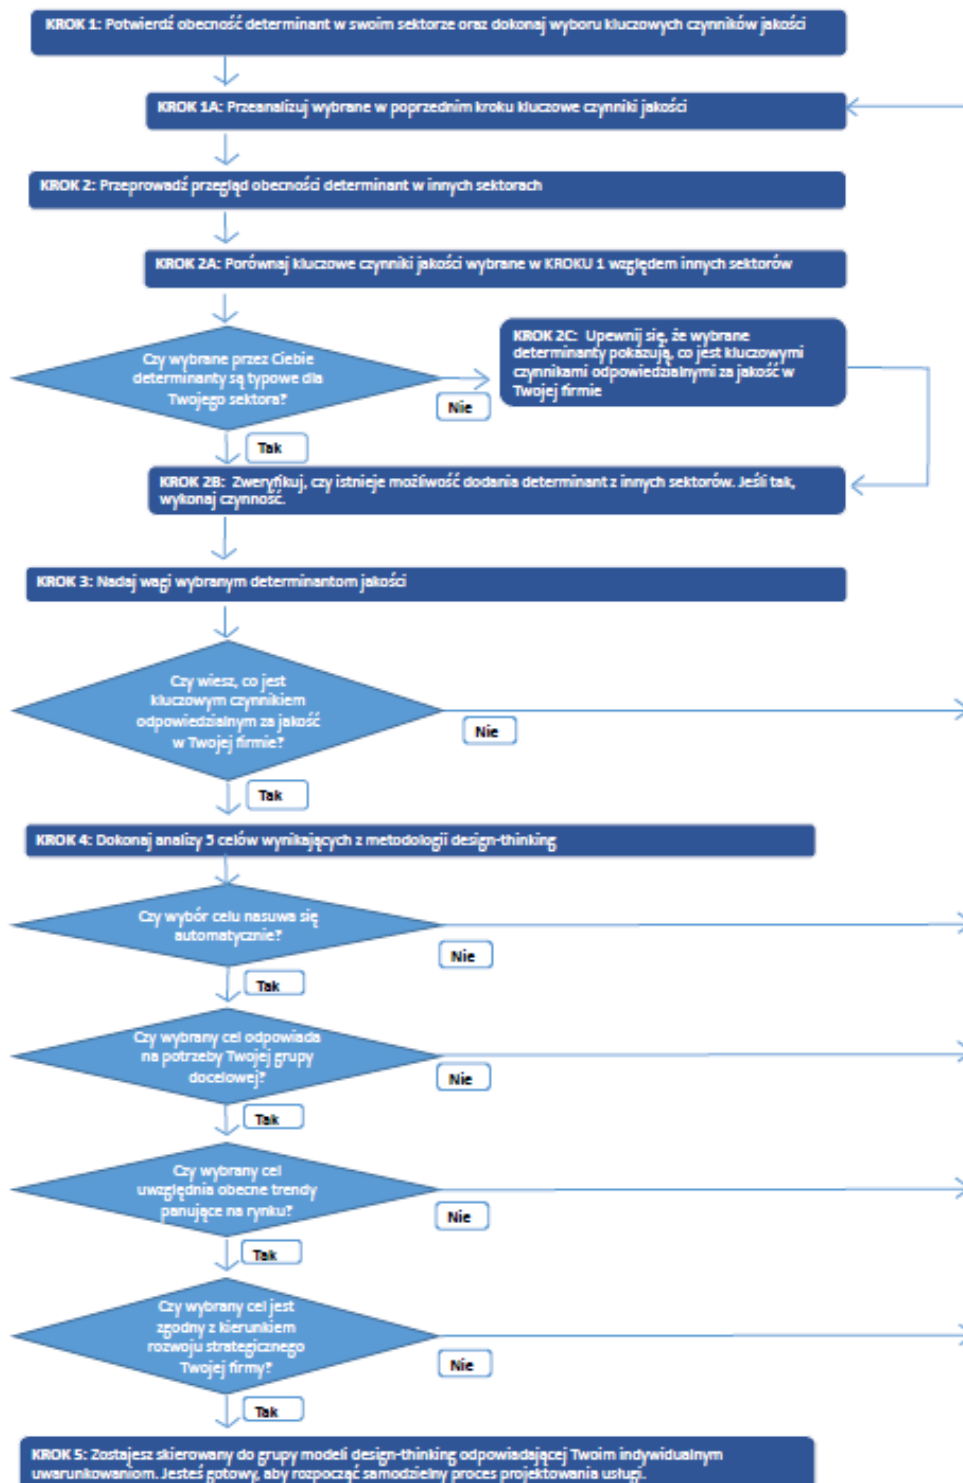 KROK 1: Potwierdź obecność determinant w swoim sektorze oraz dokonaj wyboru kluczowych czynników jakości
KROK 1A: Przeanalizuj wybrane w poprzednim kroku kluczowe czynniki jakości
KROK 2: Przeprowadź przegląd obecności determinant w innych sektorach
KROK 2A: Porównaj kluczowe czynniki jakości wybrane w KROKU 1 względem innych sektorów
Czy wybrane przez Ciebie
determinanty są typowe dla
Twojego sektora?
KROK 2C: Upewnij się, że wybrane
determinanty pokazują, co jest kluczowymi
czynnikami odpowiedzialnymi za jakość w
Twojej firmie
Nie
Tak
KROK 2B: Zweryfikuj, czy istnieje możliwość dodania determinant z innych sektorów. Jeśli tak,
wykonaj czynność.
KROK 3: Nadaj wagi wybranym determinantom jakości
Czy wiesz, co jest
kluczowym czynnikiem
odpowiedzialnym za jakość
w Twojej firmie?
Nie
Tak
KROK 4: Dokonaj analizy 5 celów wynikających z metodologii design-thinking
Czy wybór celu nasuwa się
automatycznie?
Nie
Tak
Czy wybrany cel odpowiada
na potrzeby Twojej grupy
docelowej?
Nie
Tak
Czy wybrany cel
uwzględnia obecne trendy
panujące na rynku?
Nie
Tak
Czy wybrany cel jest
zgodny z kierunkiem
rozwoju strategicznego
Twojej firmy?
Nie
Tak
KROK 5: Zostajesz skierowany do grupy modeli design-thinking odpowiadającej Twoim indywidualnym
uwarunkowaniom. Jesteś gotowy, aby rozpocząć samodzielny proces projektowania usługi.